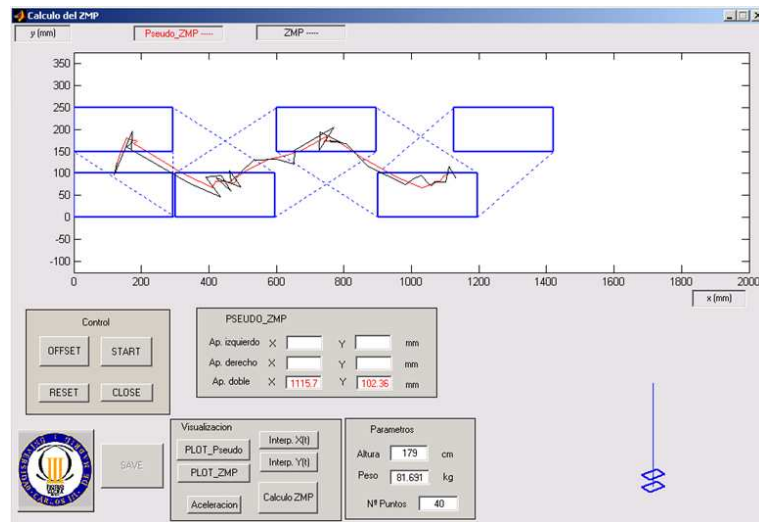 Calculo del ZMP
y (mm) Pseudo_ZMP ---- ZMP ----
350
300
250
200
150
100
50
0
-50
-100
0 200 400 600 800 1000 1200 1400 1600 1800 2000
x (mm)
Control
OFFSET START
RESET CLOSE
PSEUDO_ZMP
Ap. izquierdo X Y mm
Ap. derecho X Y mm
Ap. doble X 1115.7 Y 102.36 mm
SAVE
Visualizacion
PLOT_Pseudo Interp. X(t)
PLOT_ZMP Interp. Y(t)
Aceleracion Calculo ZMP
Parametros
Altura 179 cm
Peso 81.691 kg
Nº Puntos 40